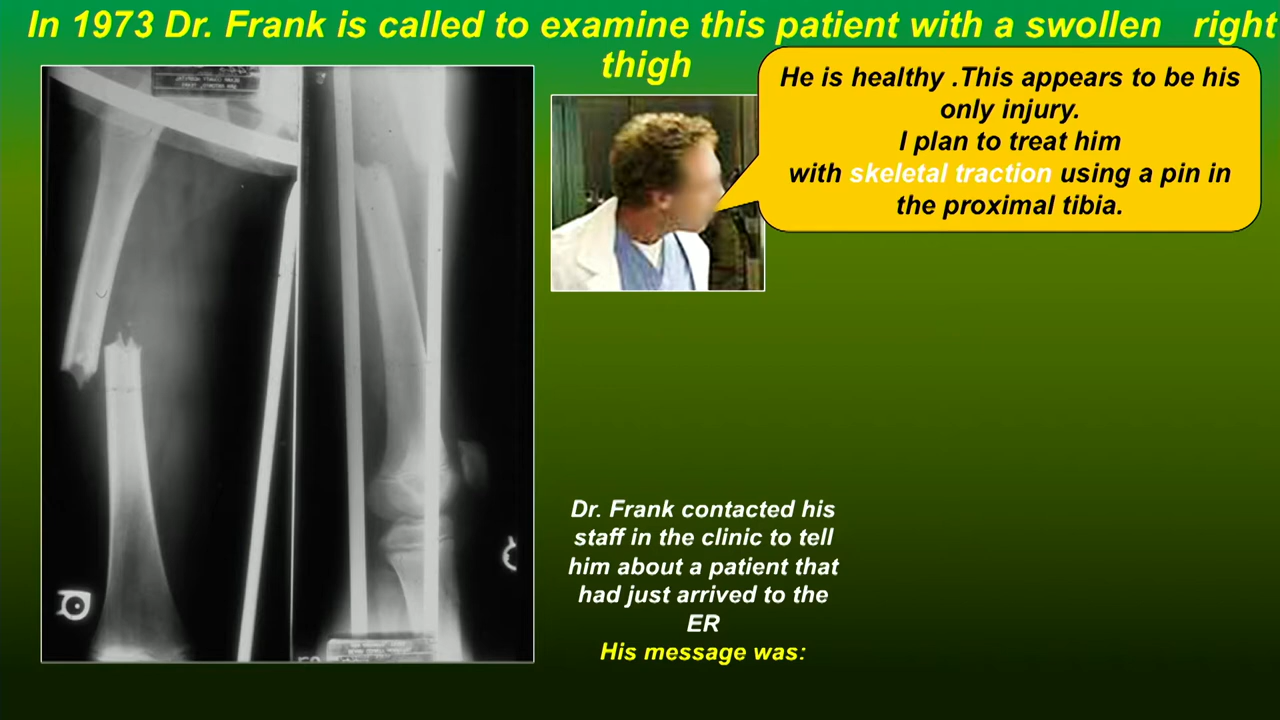 In 1973 Dr. Frank is called to examine this patient with a swollen right
thigh
He is healthy .This appears to be his
only injury.
I plan to treat him
with skeletal traction using a pin in
the proximal tibia.
Dr. Frank contacted his
staff in the clinic to tell
him about a patient that
had just arrived to the
ER
His message was: